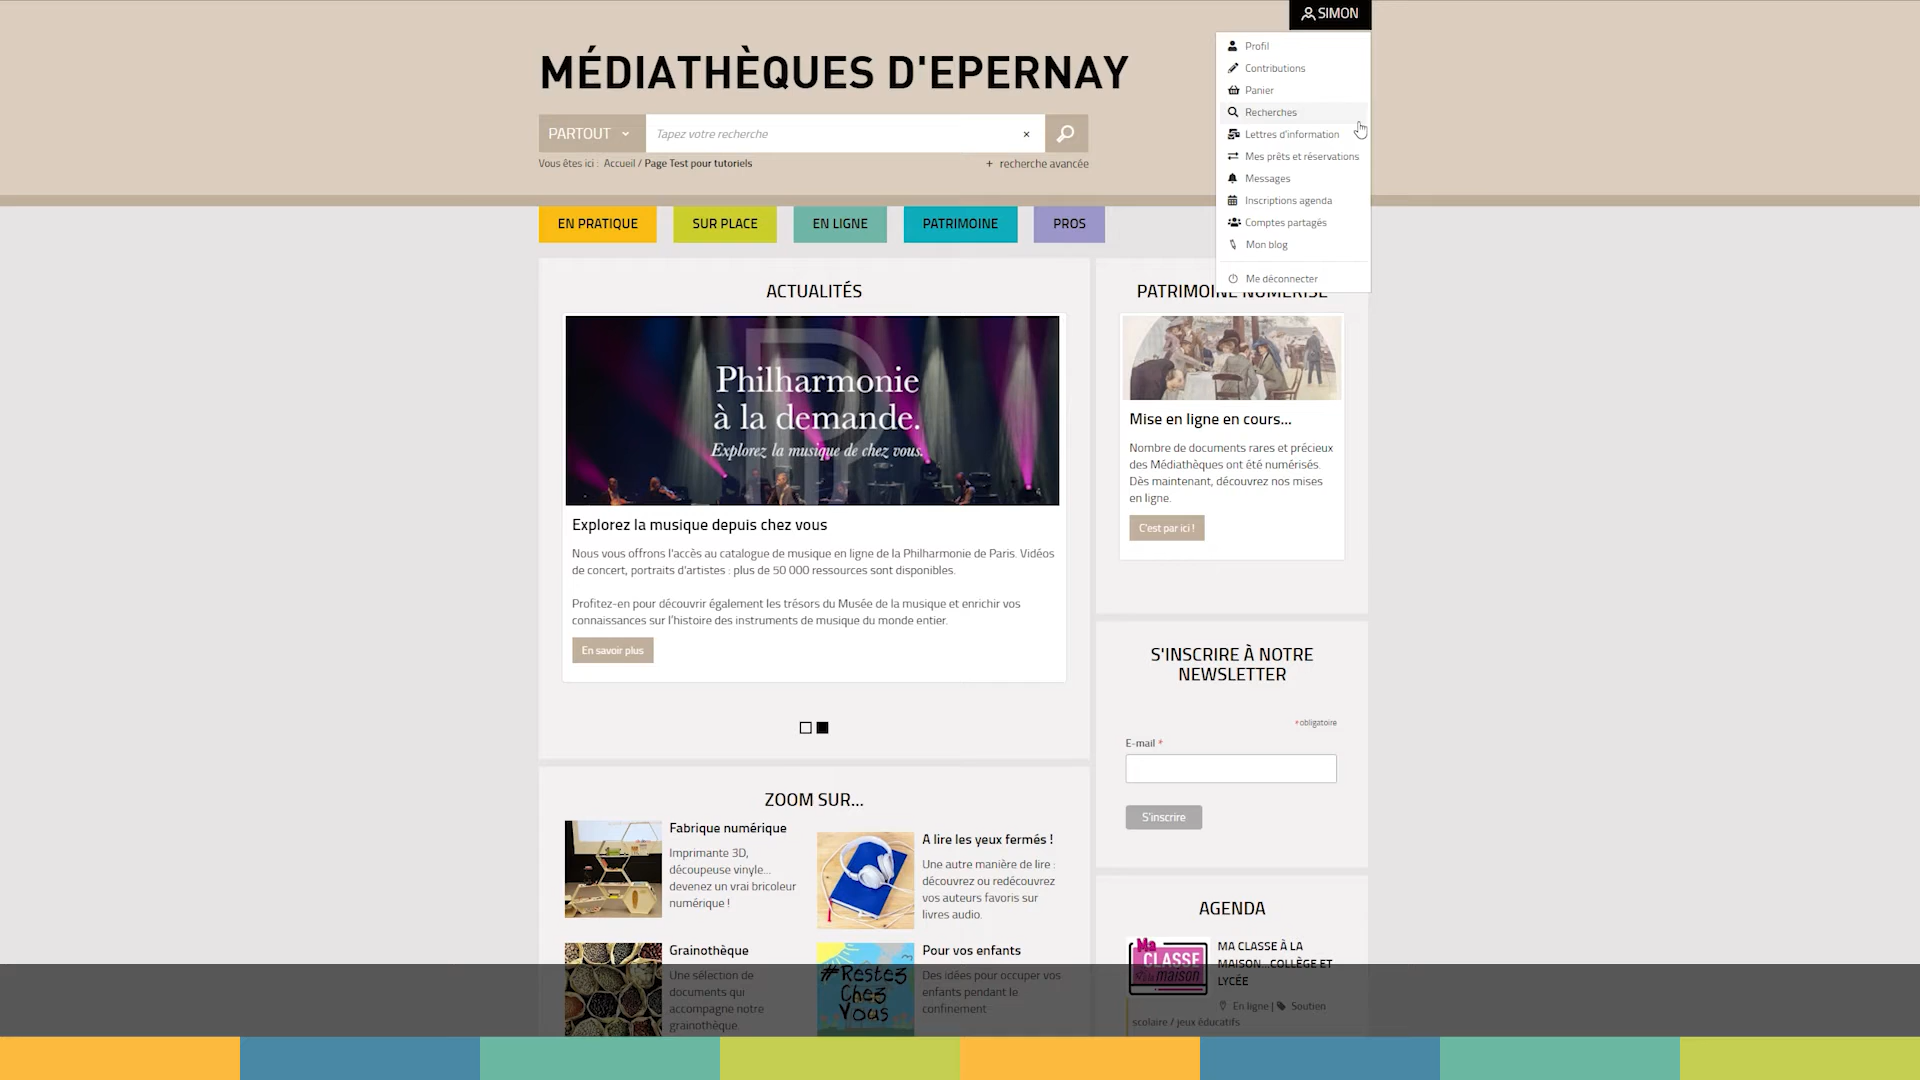 SIMON
Profil
Contributions
Panier
Recherches
Lettres d'information
Mes prêts et réservations
Messages
Inscriptions agenda
Comptes partagés
Mon blog
Me déconnecter
MÉDIATHÈQUES D'EPERNAY
PARTOUT
Tapez votre recherche
×
Vous êtes ici : Accueil / Page Test pour tutoriels
+ recherche avancée
EN PRATIQUE
SUR PLACE
EN LIGNE
PATRIMOINE
PROS
ACTUALITÉS
Philharmonie
à la demande.
Explorez la musique de chez vous.
Explorez la musique depuis chez vous
Nous vous offrons l'accès au catalogue de musique en ligne de la Philharmonie de Paris. Vidéos
de concert, portraits d'artistes : plus de 50 000 ressources sont disponibles.
Profitez-en pour découvrir également les trésors du Musée de la musique et enrichir vos
connaissances sur l'histoire des instruments de musique du monde entier.
En savoir plus
PATRIMOINE NUMÉRISÉ
Mise en ligne en cours...
Nombre de documents rares et précieux
des Médiathèques ont été numérisés.
Dès maintenant, découvrez nos mises
en ligne.
C'est par ici !
S'INSCRIRE À NOTRE
NEWSLETTER
* obligatoire
E-mail *
S'inscrire
ZOOM SUR...
Fabrique numérique
Imprimante 3D,
découpeuse vinyle...
devenez un vrai bricoleur
numérique !
A lire les yeux fermés !
Une autre manière de lire :
découvrez ou redécouvrez
vos auteurs favoris sur
livres audio.
Grainothèque
Une sélection de
documents qui
accompagne notre
grainothèque.
#Restez
Chez
Vous
Pour vos enfants
Des idées pour occuper vos
enfants pendant le
confinement
AGENDA
Ma
CLASSE
à la maison
MA CLASSE À LA
MAISON...COLLÈGE ET
LYCÉE
En ligne | Soutien
scolaire / jeux éducatifs